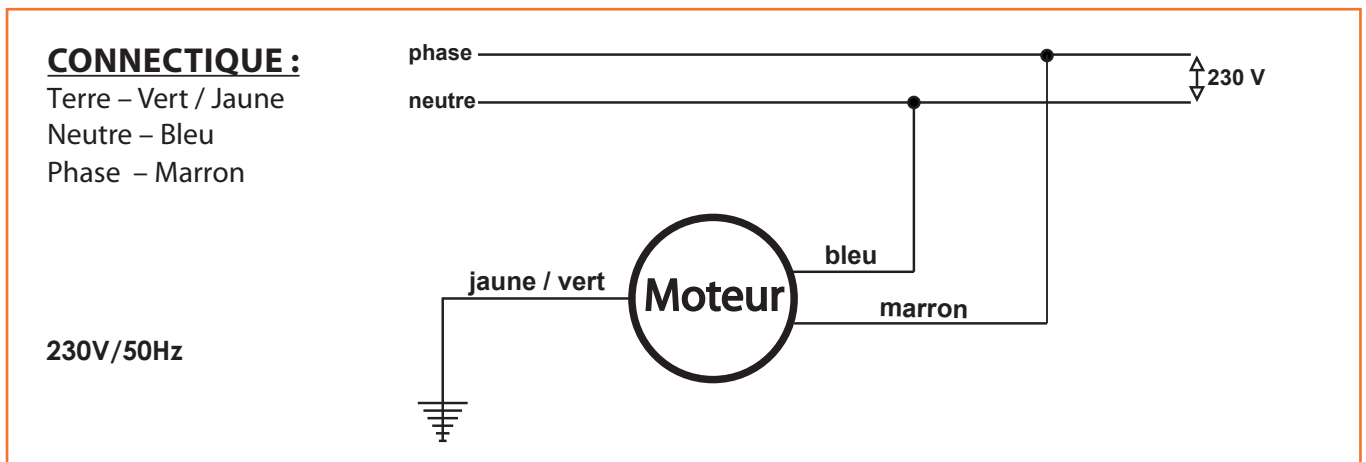 CONNECTIQUE :
Terre – Vert / Jaune
Neutre – Bleu
Phase – Marron
230V/50Hz
phase
neutre
230 V
bleu
jaune / vert
Moteur
marron